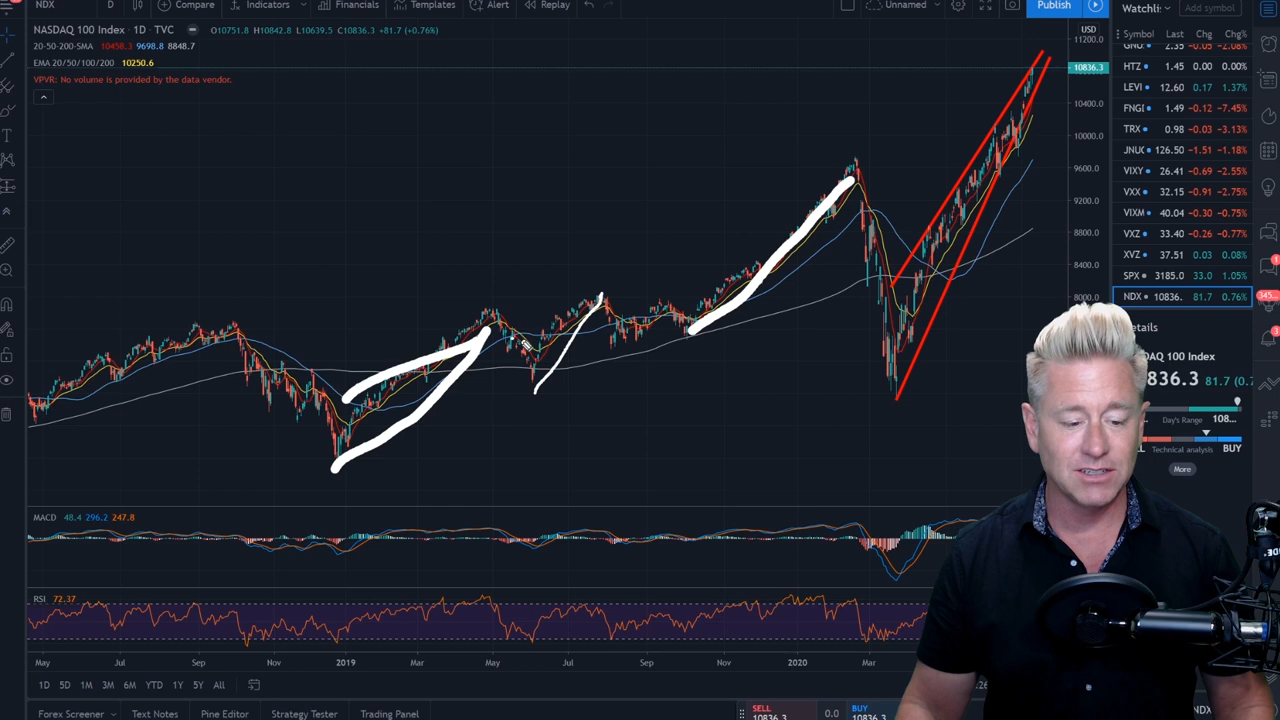 NDX D Compare Indicators Financials Templates Alert Replay Unnamed Publish
NASDAQ 100 Index · 1D · TVC O10751.8 H10842.8 L10639.5 C10836.3 +81.7 (+0.76%)
20-50-200-SMA 10458.3 9698.8 8848.7
EMA 20/50/100/200 10250.6
VPVR: No volume is provided by the data vendor.
USD
11200.0
10836.3
10400.0
10000.0
9600.0
9200.0
8800.0
8400.0
8000.0
Watchli Add symbol
Symbol Last Chg Chg%
GNU 2.35 -0.05 -2.08%
HTZ 1.45 0.00 0.00%
LEVI 12.60 0.17 1.37%
FNGI 1.49 -0.12 -7.45%
TRX 0.98 -0.03 -3.13%
JNUG 126.50 -1.51 -1.18%
VIXY 26.41 -0.69 -2.55%
VXX 32.15 -0.91 -2.75%
VIXM 40.04 -0.30 -0.75%
VXZ 33.40 -0.26 -0.77%
XVZ 37.51 0.03 0.08%
SPX 3185.0 33.0 1.05%
NDX 10836. 81.7 0.76%
345...
etails
DAQ 100 Index
836.3 81.7 (0.7
Day's Range 108...
LL Technical analysis BUY
More
MACD 48.4 296.2 247.8
RSI 72.37
May Jul Sep Nov 2019 Mar May Jul Sep Nov 2020 Mar
1D 5D 1M 3M 6M YTD 1Y 5Y All
Forex Screener Text Notes Pine Editor Strategy Tester Trading Panel
SELL 10836.3 0.0 BUY 10836.3
NDX